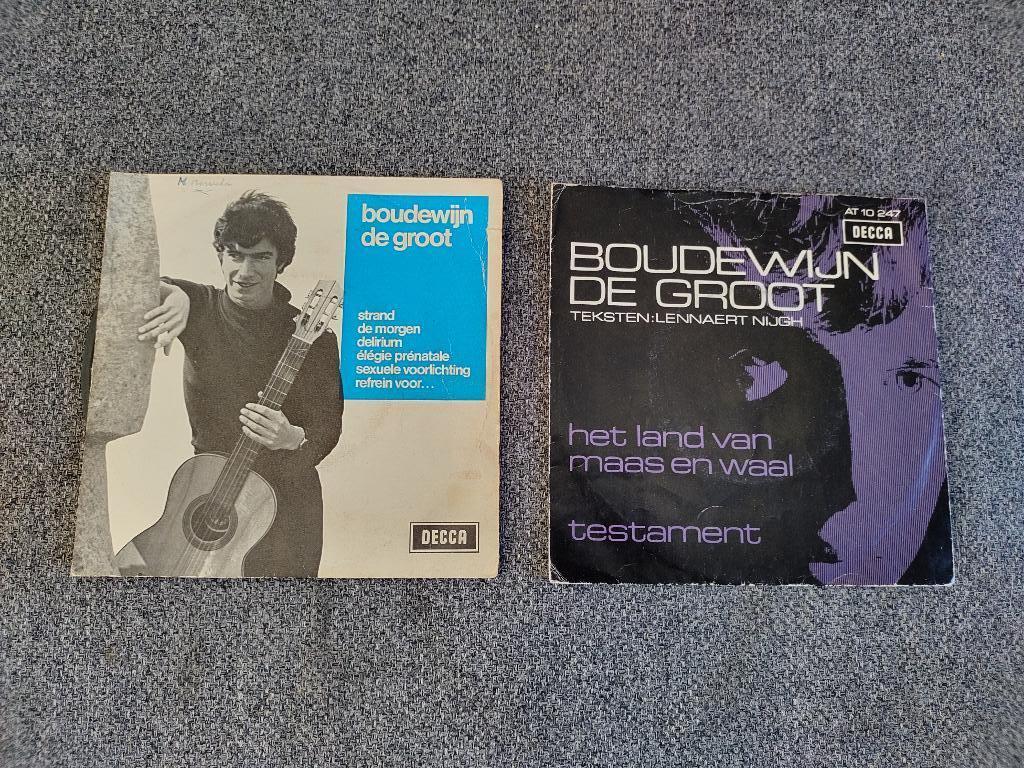 boudewijn
de groot
strand
de morgen
delirium
élégie prénatale
sexuele voorlichting
refrein voor...
DECCA
AT 10 247
DECCA
BOUDEWIJN
DE GROOT
TEKSTEN: LENNAERT NIJGH
het land van
maas en waal
testament